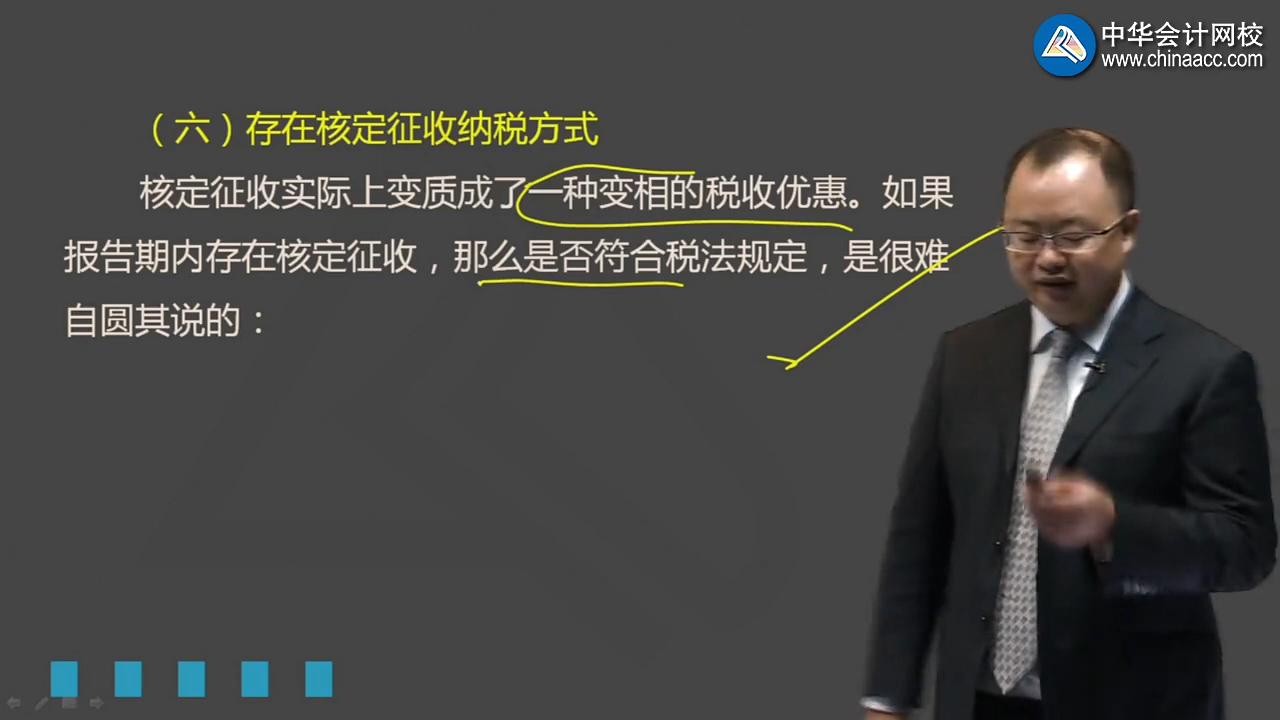 中华会计网校
www.chinaacc.com
（六）存在核定征收纳税方式
核定征收实际上变质成了一种变相的税收优惠。如果
报告期内存在核定征收，那么是否符合税法规定，是很难
自圆其说的：